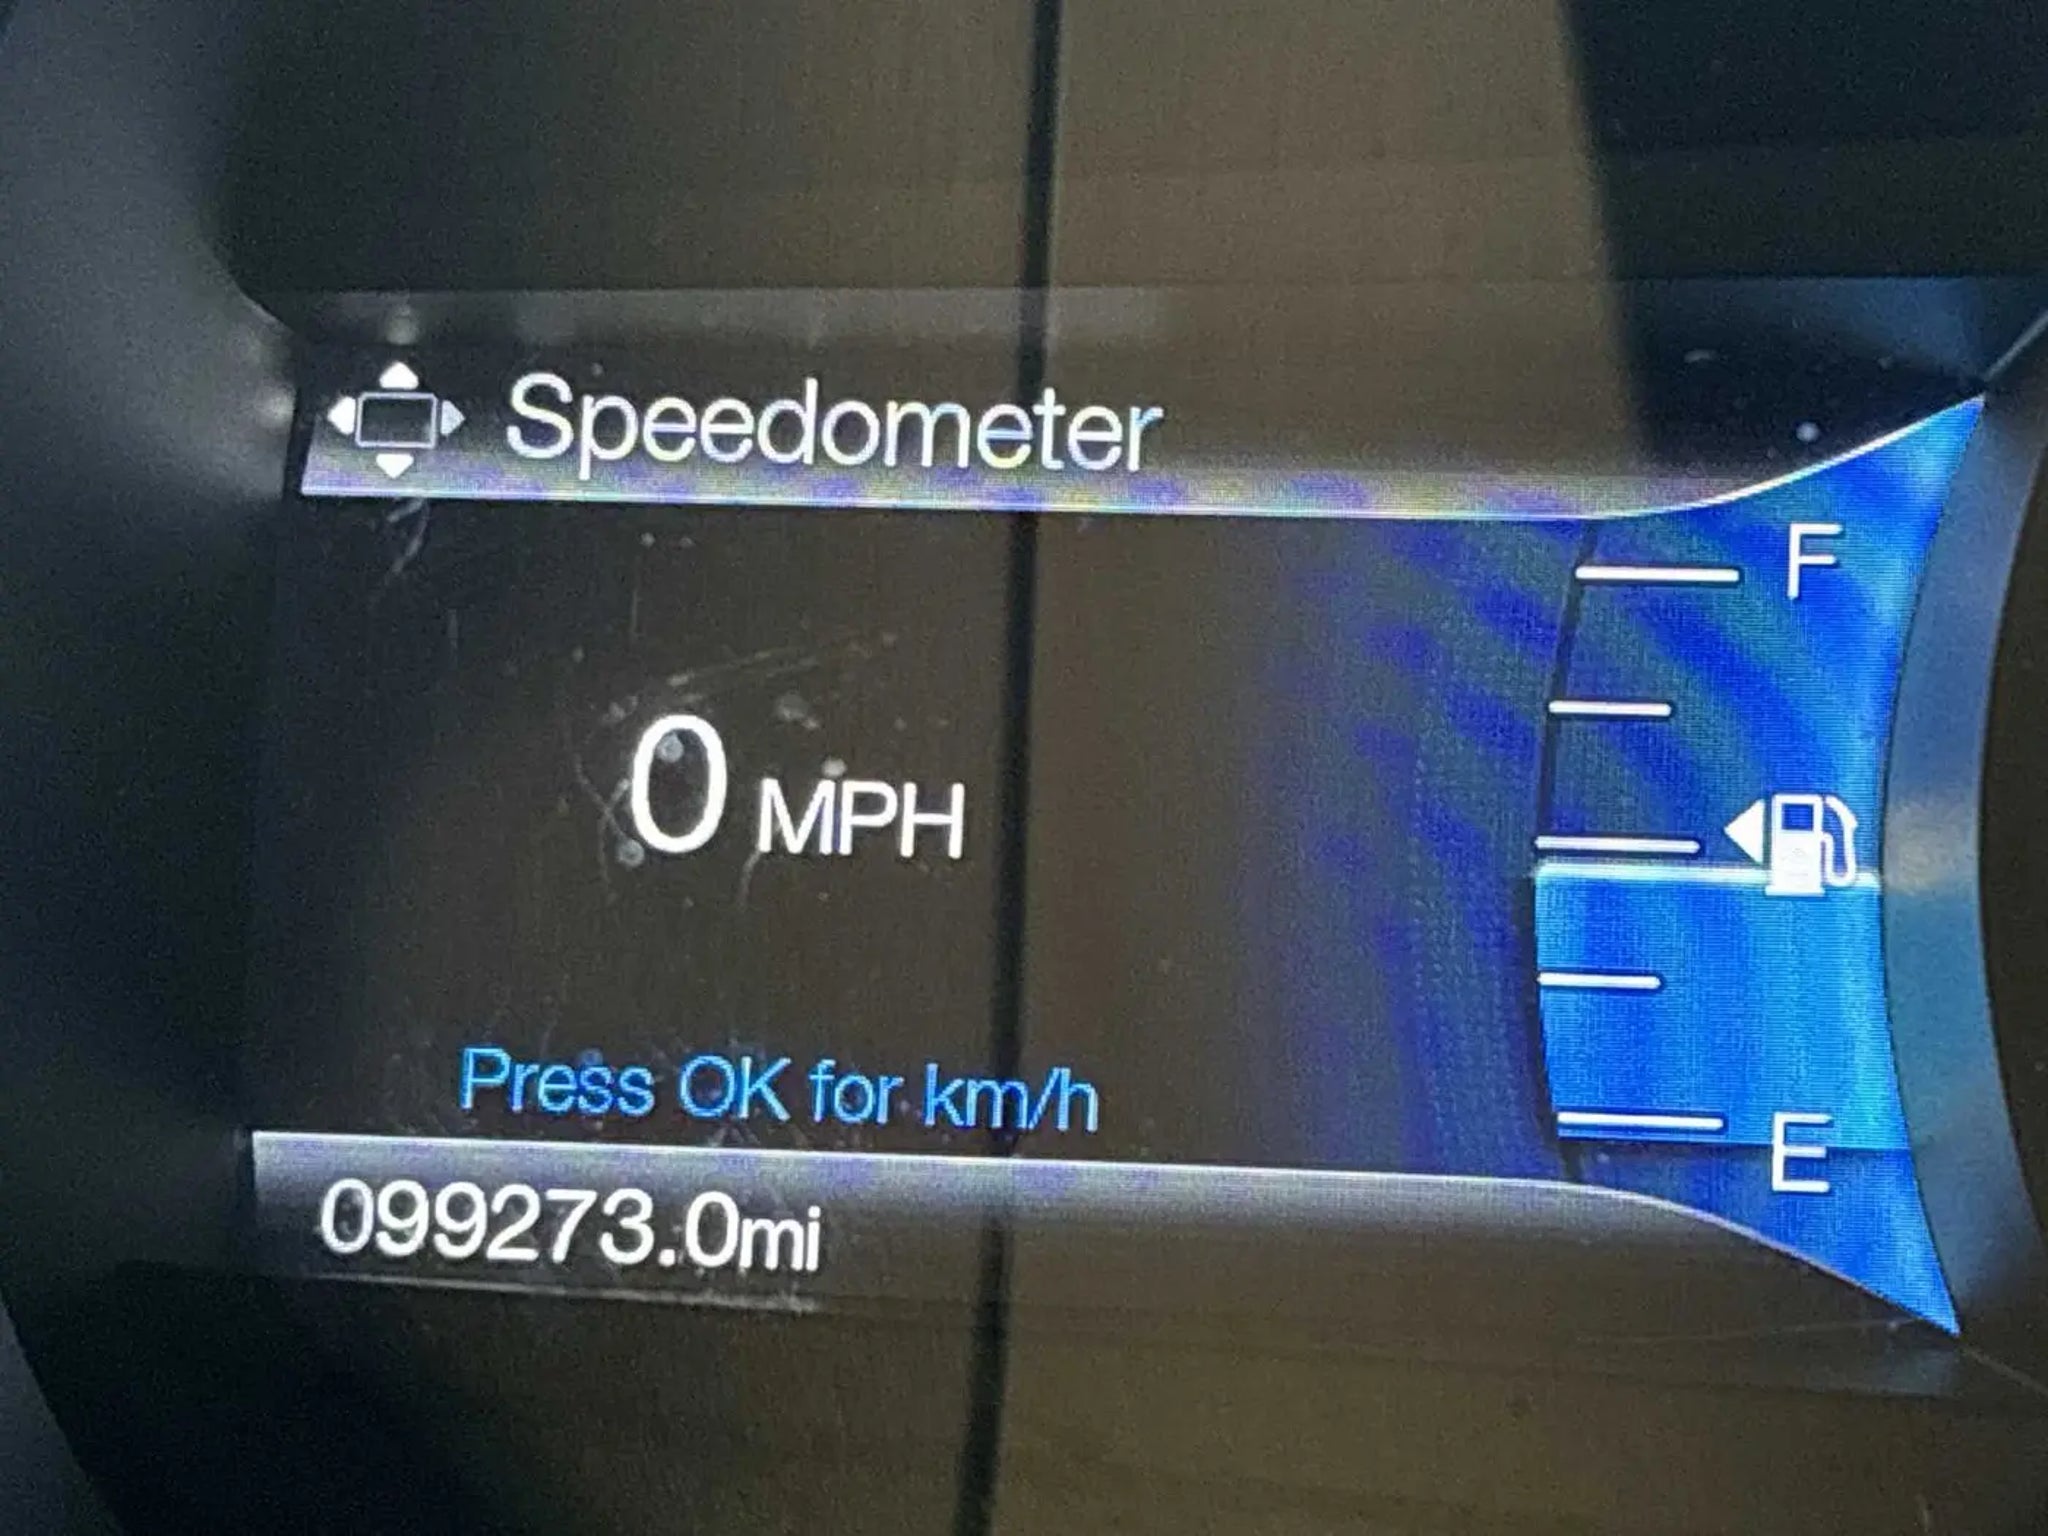 Speedometer
F
0 MPH
Press OK for km/h
E
099273.0mi